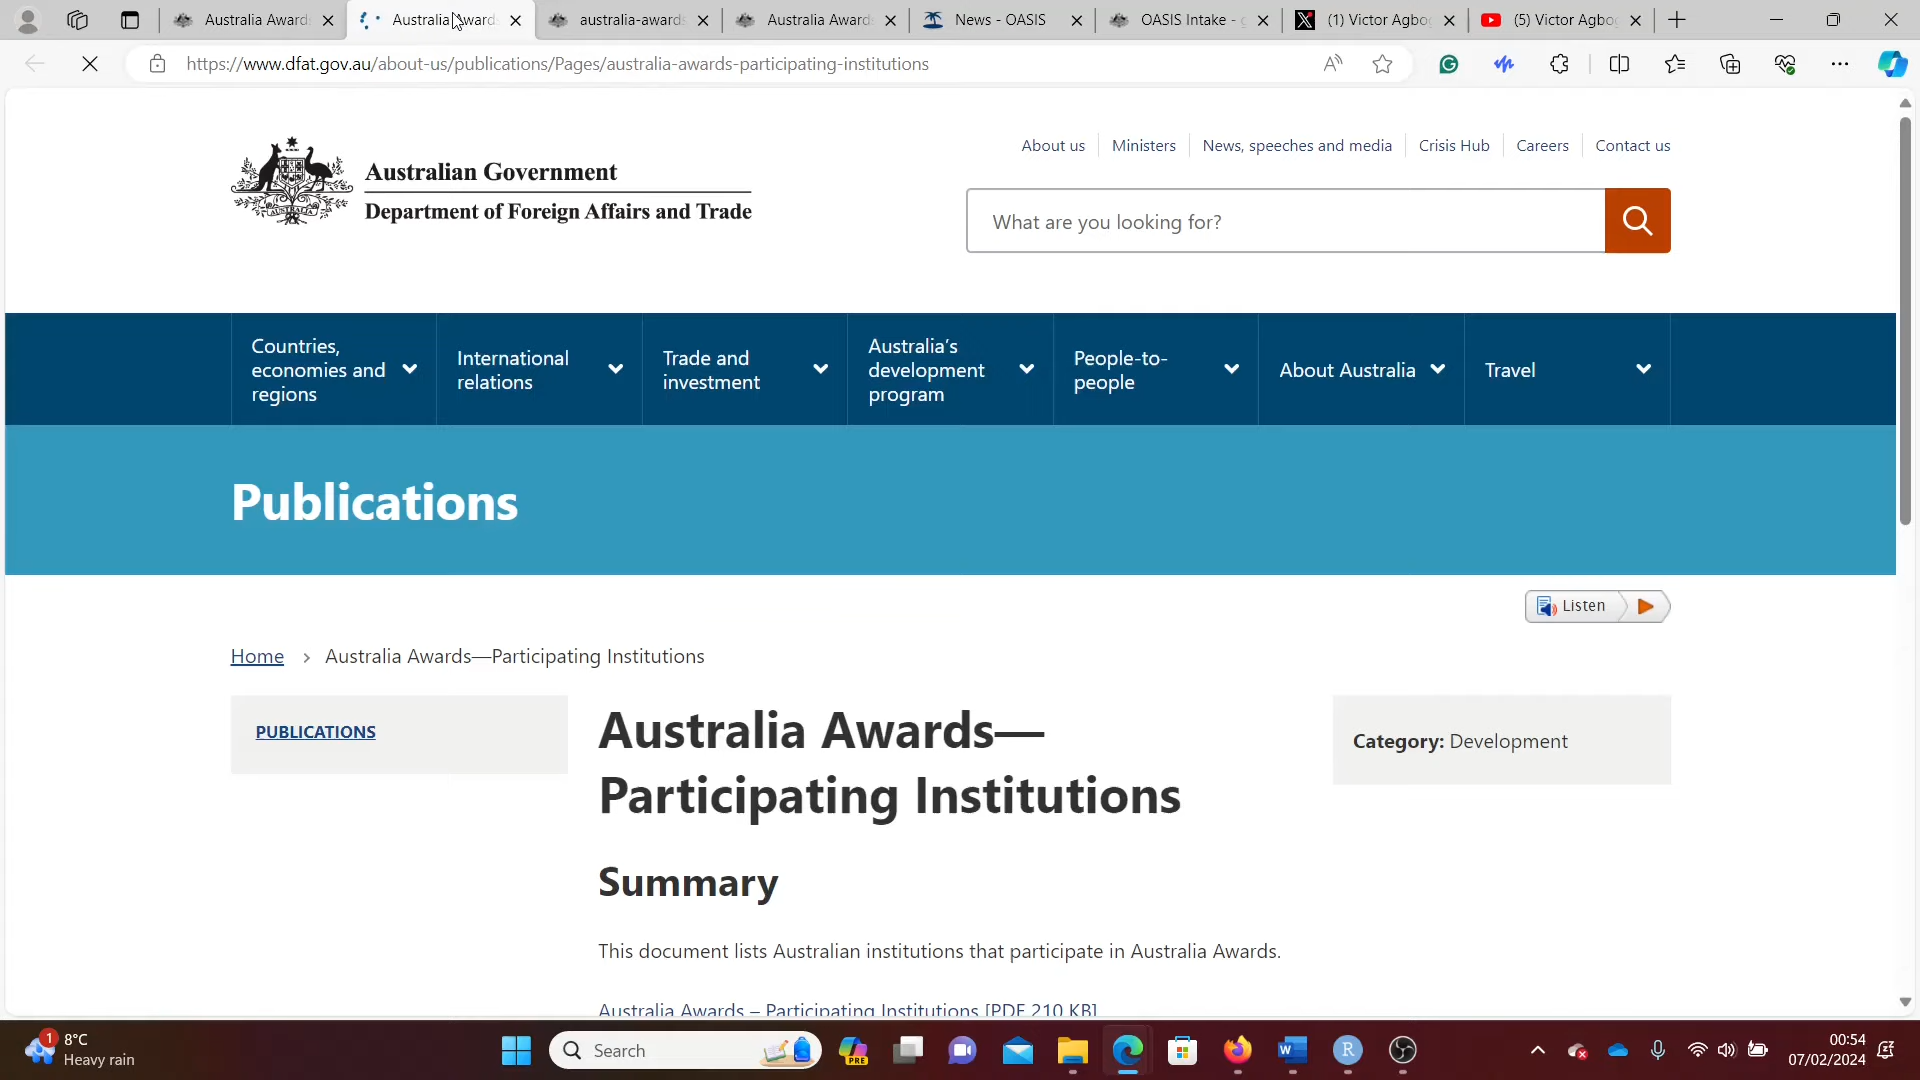 Australia Award
Australia Awards
australia-awards
Australia Award
News - OASIS
OASIS Intake -
(1) Victor Agbo
(5) Victor Agbo
https://www.dfat.gov.au/about-us/publications/Pages/australia-awards-participating-institutions
About us
Ministers
News, speeches and media
Crisis Hub
Careers
Contact us
AUSTRALIA
Australian Government
Department of Foreign Affairs and Trade
What are you looking for?
Countries,
economies and
regions
International
relations
Trade and
investment
Australia's
development
program
People-to-
people
About Australia
Travel
Publications
Listen
Home › Australia Awards—Participating Institutions
PUBLICATIONS
Australia Awards—
Participating Institutions
Category: Development
Summary
This document lists Australian institutions that participate in Australia Awards.
Australia Awards – Participating Institutions [PDF 210 KB]
1
8°C
Heavy rain
Search
PRE
00:54
07/02/2024